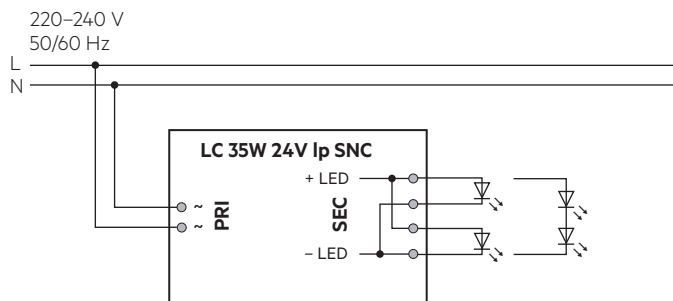 220–240 V
50/60 Hz
L
N
LC 35W 24V lp SNC
+ LED
~ PRI
~
SEC
– LED